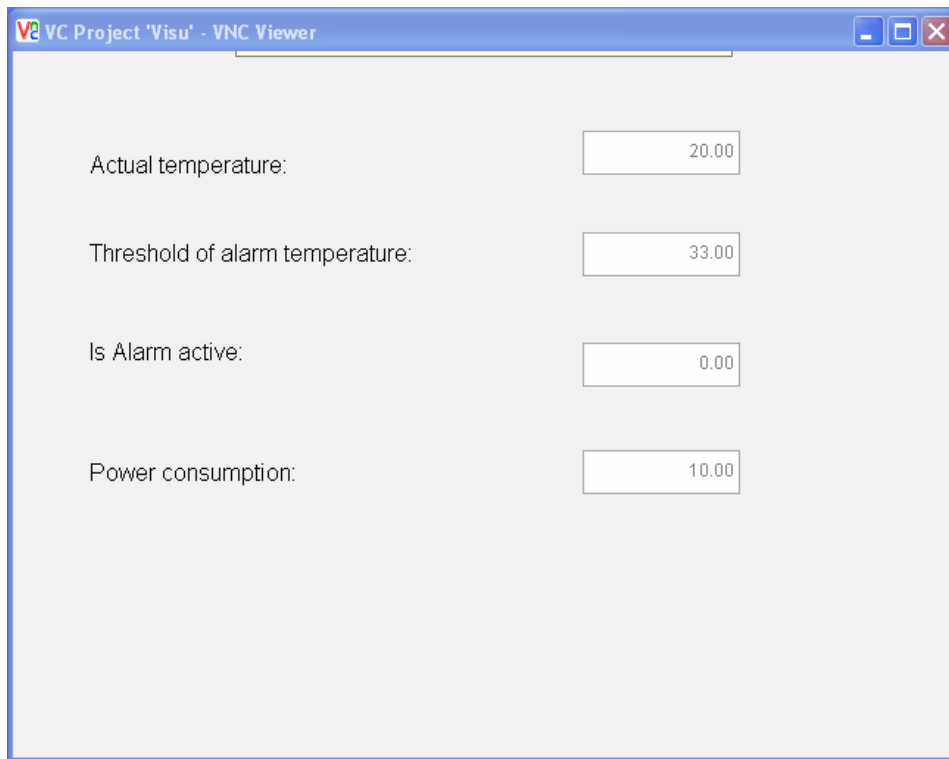 VC Project 'Visu' - VNC Viewer
Actual temperature: 20.00
Threshold of alarm temperature: 33.00
Is Alarm active: 0.00
Power consumption: 10.00